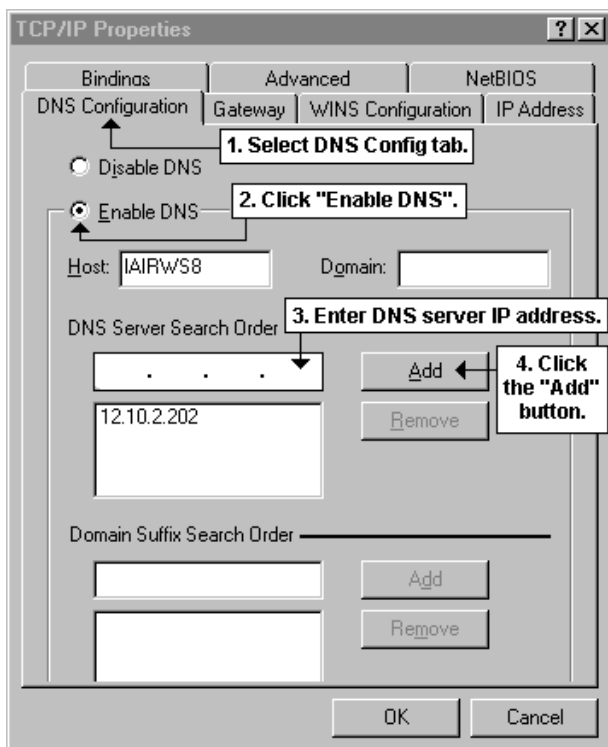 TCP/IP Properties
? X
Bindings Advanced NetBIOS
DNS Configuration Gateway WINS Configuration IP Address
1. Select DNS Config tab.
Disable DNS
2. Click "Enable DNS".
Enable DNS
Host: IAIRWS8 Domain:
3. Enter DNS server IP address.
DNS Server Search Order
. . .
Add
4. Click
the "Add"
button.
12.10.2.202
Remove
Domain Suffix Search Order
Add
Remove
OK Cancel